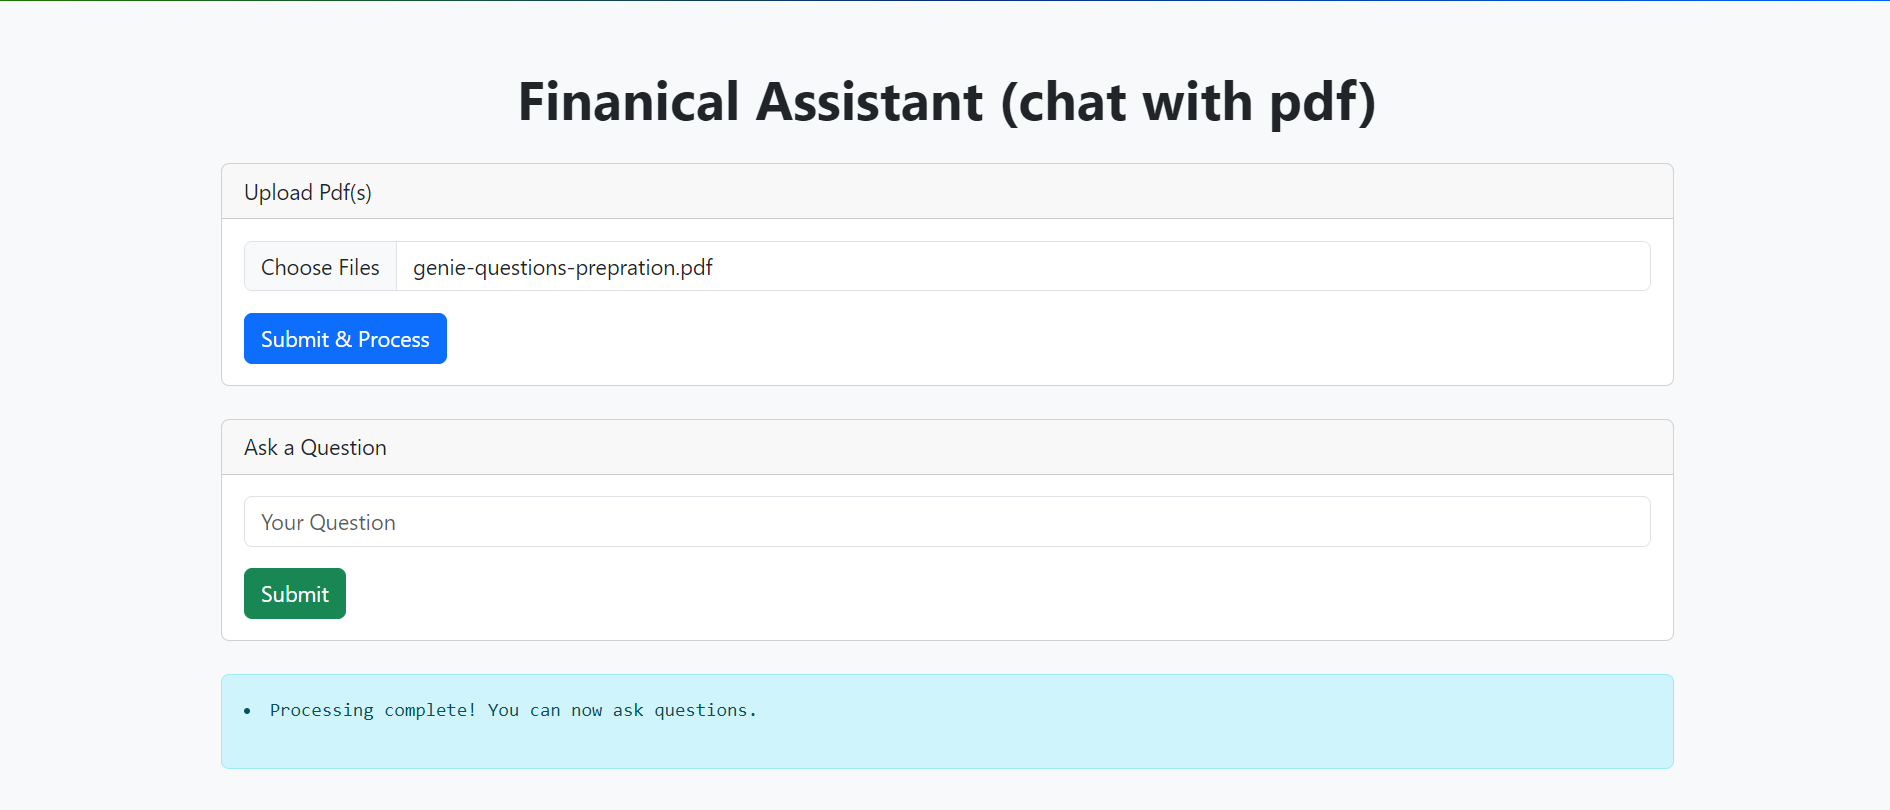 Finanical Assistant (chat with pdf)
Upload Pdf(s)
Choose Files genie-questions-prepration.pdf
Submit & Process
Ask a Question
Your Question
Submit
• Processing complete! You can now ask questions.